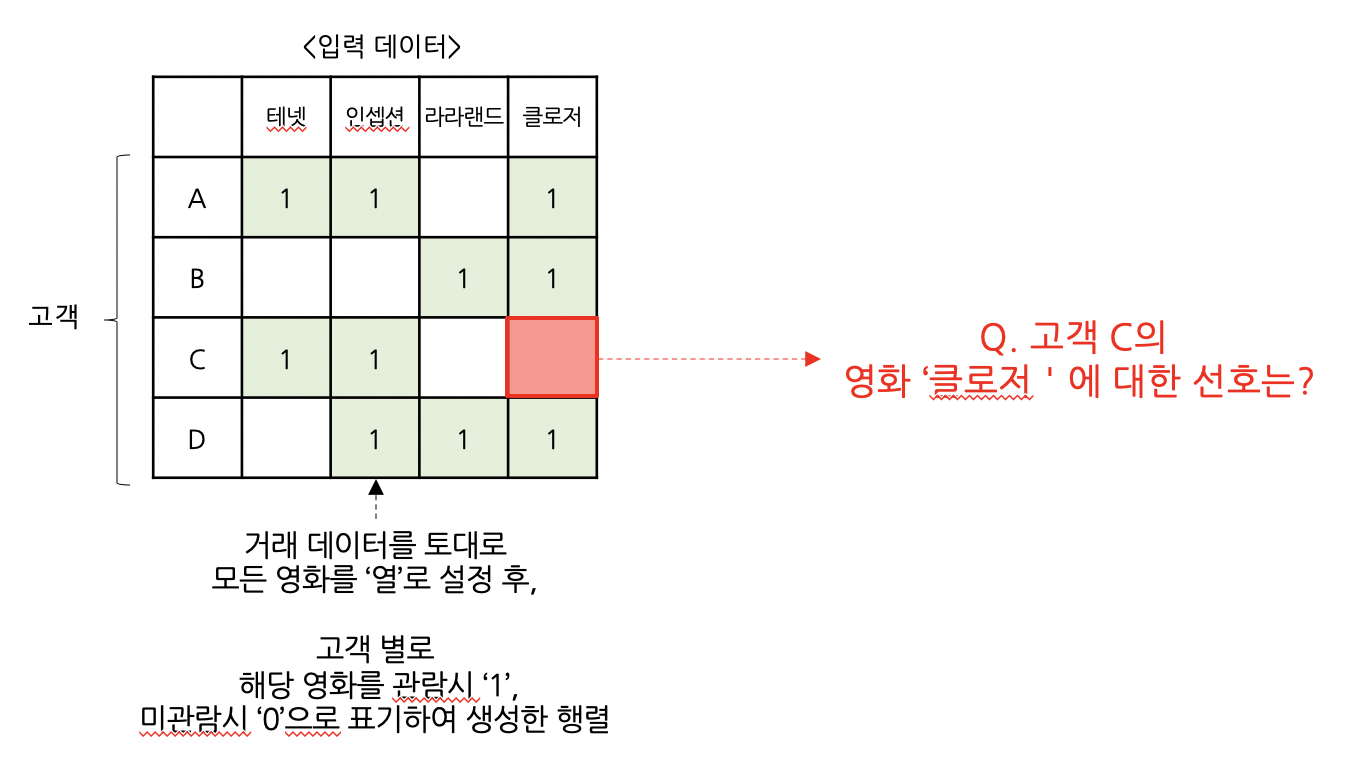 <입력 데이터>
테넷 인셉션 라라랜드 클로저
A 1 1 1
B 1 1
고객
C 1 1
D 1 1 1
Q. 고객 C의
영화 ‘클로저 ' 에 대한 선호는?
거래 데이터를 토대로
모든 영화를 ‘열’로 설정 후,
고객 별로
해당 영화를 관람시 ‘1’,
미관람시 ‘0’으로 표기하여 생성한 행렬